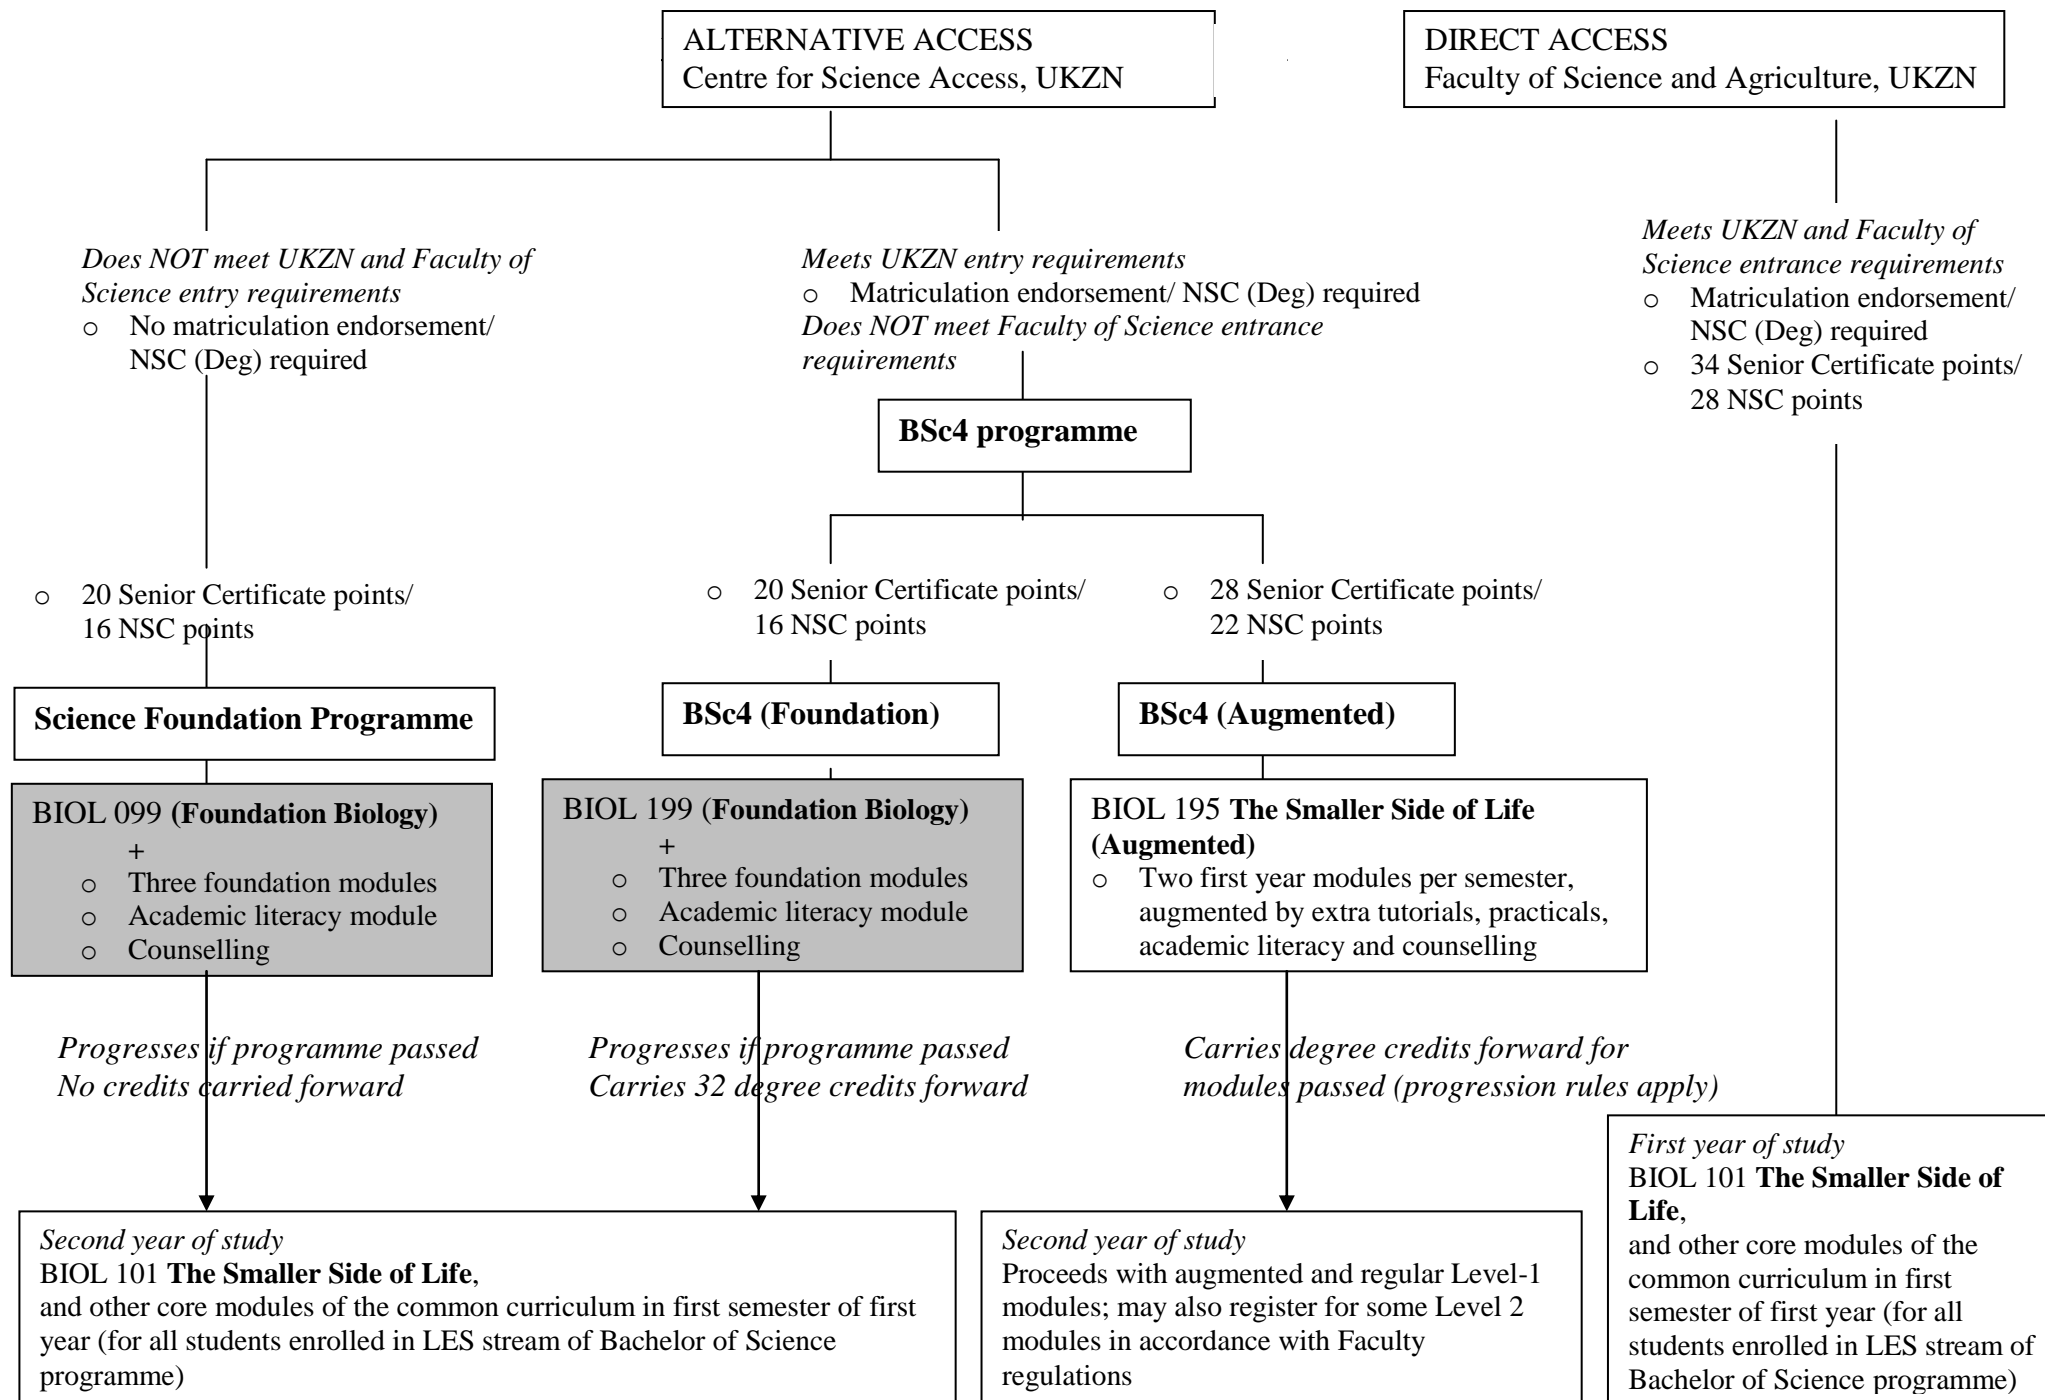 ALTERNATIVE ACCESS
Centre for Science Access, UKZN
DIRECT ACCESS
Faculty of Science and Agriculture, UKZN
Does NOT meet UKZN and Faculty of
Science entry requirements
o No matriculation endorsement/
NSC (Deg) required
Meets UKZN entry requirements
o Matriculation endorsement/ NSC (Deg) required
Does NOT meet Faculty of Science entrance
requirements
Meets UKZN and Faculty of
Science entrance requirements
o Matriculation endorsement/
NSC (Deg) required
o 34 Senior Certificate points/
28 NSC points
BSc4 programme
o 20 Senior Certificate points/
16 NSC points
o 20 Senior Certificate points/
16 NSC points
o 28 Senior Certificate points/
22 NSC points
Science Foundation Programme
BSc4 (Foundation)
BSc4 (Augmented)
BIOL 099 (Foundation Biology)
+
o Three foundation modules
o Academic literacy module
o Counselling
BIOL 199 (Foundation Biology)
+
o Three foundation modules
o Academic literacy module
o Counselling
BIOL 195 The Smaller Side of Life
(Augmented)
o Two first year modules per semester,
augmented by extra tutorials, practicals,
academic literacy and counselling
Progresses if programme passed
No credits carried forward
Progresses if programme passed
Carries 32 degree credits forward
Carries degree credits forward for
modules passed (progression rules apply)
Second year of study
BIOL 101 The Smaller Side of Life,
and other core modules of the common curriculum in first semester of first
year (for all students enrolled in LES stream of Bachelor of Science
programme)
Second year of study
Proceeds with augmented and regular Level-1
modules; may also register for some Level 2
modules in accordance with Faculty
regulations
First year of study
BIOL 101 The Smaller Side of
Life,
and other core modules of the
common curriculum in first
semester of first year (for all
students enrolled in LES stream of
Bachelor of Science programme)